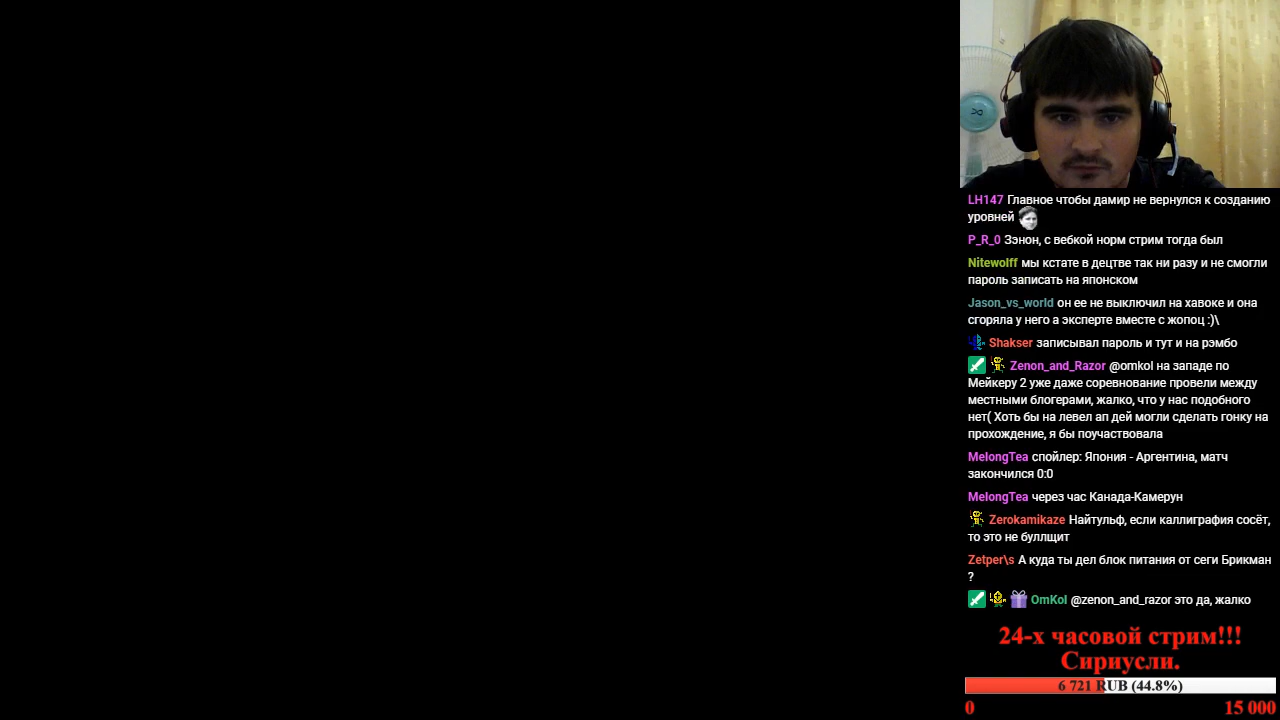 LH147 Главное чтобы дамир не вернулся к созданию
уровней
P_R_0 Зэнон, с вебкой норм стрим тогда был
Nitewolff мы кстате в децтве так ни разу и не смогли
пароль записать на японском
Jason_vs_world он ее не выключил на хавоке и она
сгоряла у него а эксперте вместе с жопоц :)\
Shakser записывал пароль и тут и на рэмбо
Zenon_and_Razor @omkol на западе по
Мейкеру 2 уже даже соревнование провели между
местными блогерами, жалко, что у нас подобного
нет( Хоть бы на левел ап дей могли сделать гонку на
прохождение, я бы поучаствовала
MelongTea спойлер: Япония - Аргентина, матч
закончился 0:0
MelongTea через час Канада-Камерун
Zerokamikaze Найтульф, если каллиграфия сосёт,
то это не буллщит
Zetper\s А куда ты дел блок питания от сеги Брикман
?
OmKol @zenon_and_razor это да, жалко
24-х часовой стрим!!!
Сириусли.
6 721 RUB (44.8%)
0 15 000